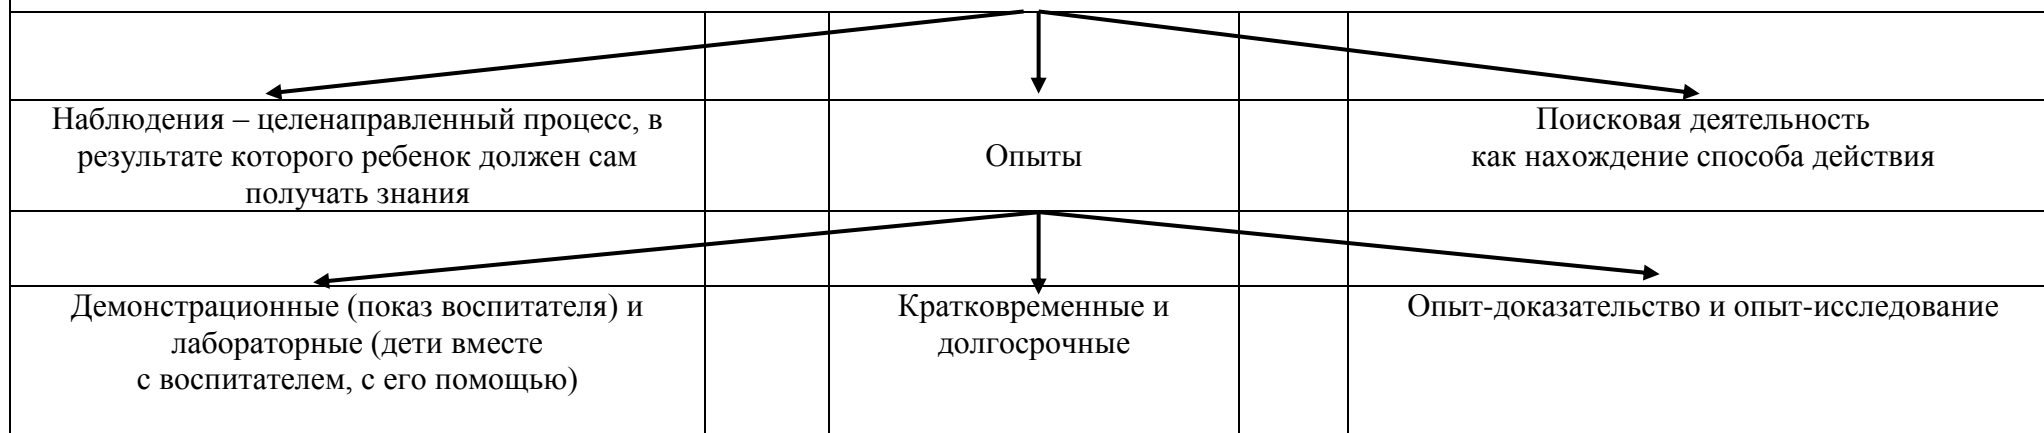 Наблюдения – целенаправленный процесс, в
результате которого ребенок должен сам
получать знания
Опыты
Поисковая деятельность
как нахождение способа действия
Демонстрационные (показ воспитателя) и
лабораторные (дети вместе
с воспитателем, с его помощью)
Кратковременные и
долгосрочные
Опыт-доказательство и опыт-исследование